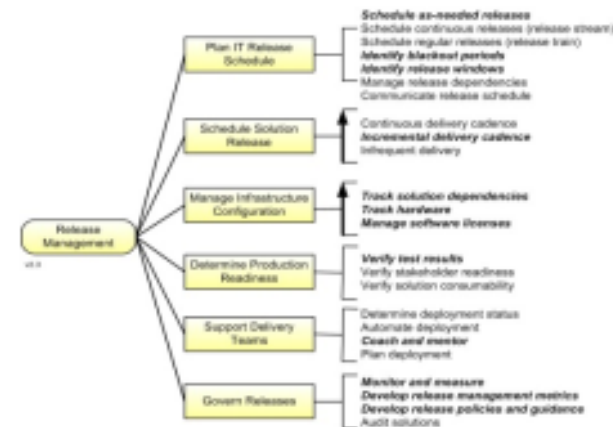 Release
Management
Plan IT Release
Schedule
Schedule as-needed releases
Schedule continuous releases (release stream)
Schedule regular releases (release train)
Identify blackout periods
Identify release windows
Manage release dependencies
Communicate release schedule
Schedule Solution
Release
Continuous delivery cadence
Incremental delivery cadence
Infrequent delivery
Manage Infrastructure
Configuration
Track solution dependencies
Track hardware
Manage software licenses
Determine Production
Readiness
Verify test results
Verify stakeholder readiness
Verify solution consumability
Support Delivery
Teams
Determine deployment status
Automate deployment
Coach and mentor
Plan deployment
Govern Releases
Monitor and measure
Develop release management metrics
Develop release policies and guidance
Audit solutions